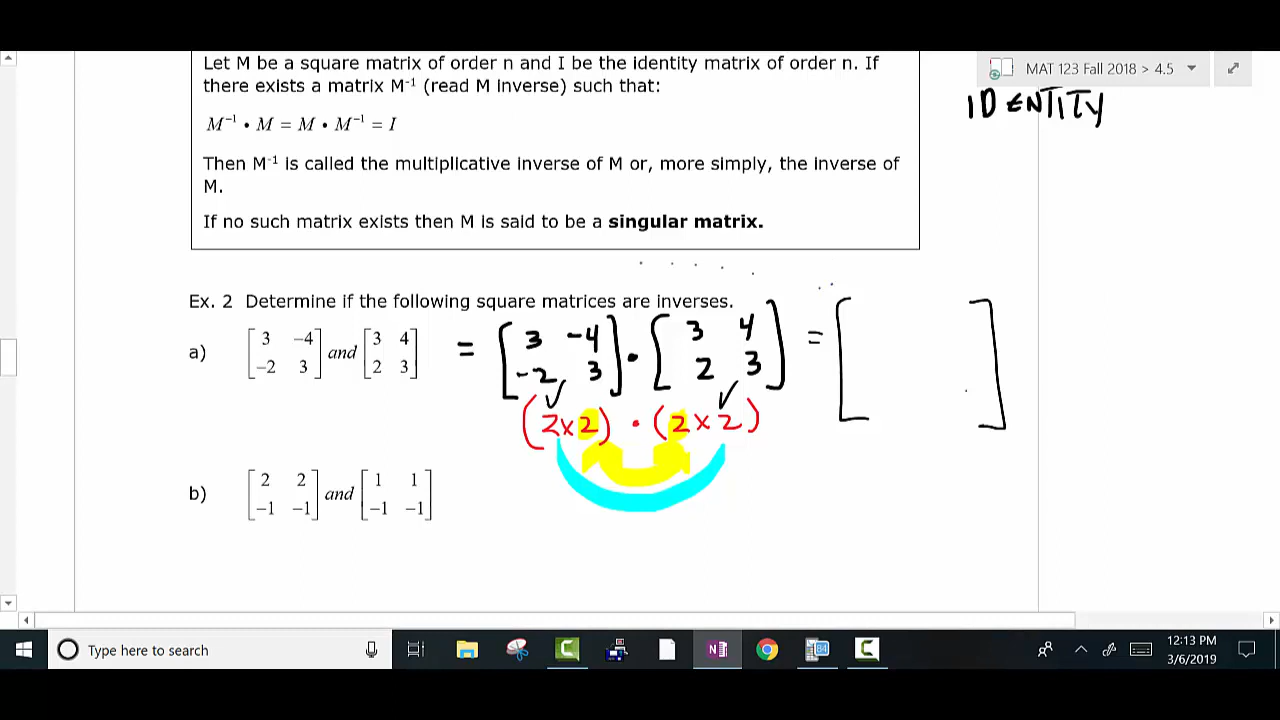 Let M be a square matrix of order n and I be the identity matrix of order n. If
there exists a matrix M⁻¹ (read M inverse) such that:
M⁻¹ • M = M • M⁻¹ = I
Then M⁻¹ is called the multiplicative inverse of M or, more simply, the inverse of
M.
If no such matrix exists then M is said to be a singular matrix.
MAT 123 Fall 2018 > 4.5
IDENTITY
Ex. 2 Determine if the following square matrices are inverses.
a) [3 −4; −2 3] and [3 4; 2 3] = [3 −4; −2 3] • [3 4; 2 3] = [ ]
(2×2) • (2×2)
b) [2 2; −1 −1] and [1 1; −1 −1]
Type here to search
12:13 PM
3/6/2019